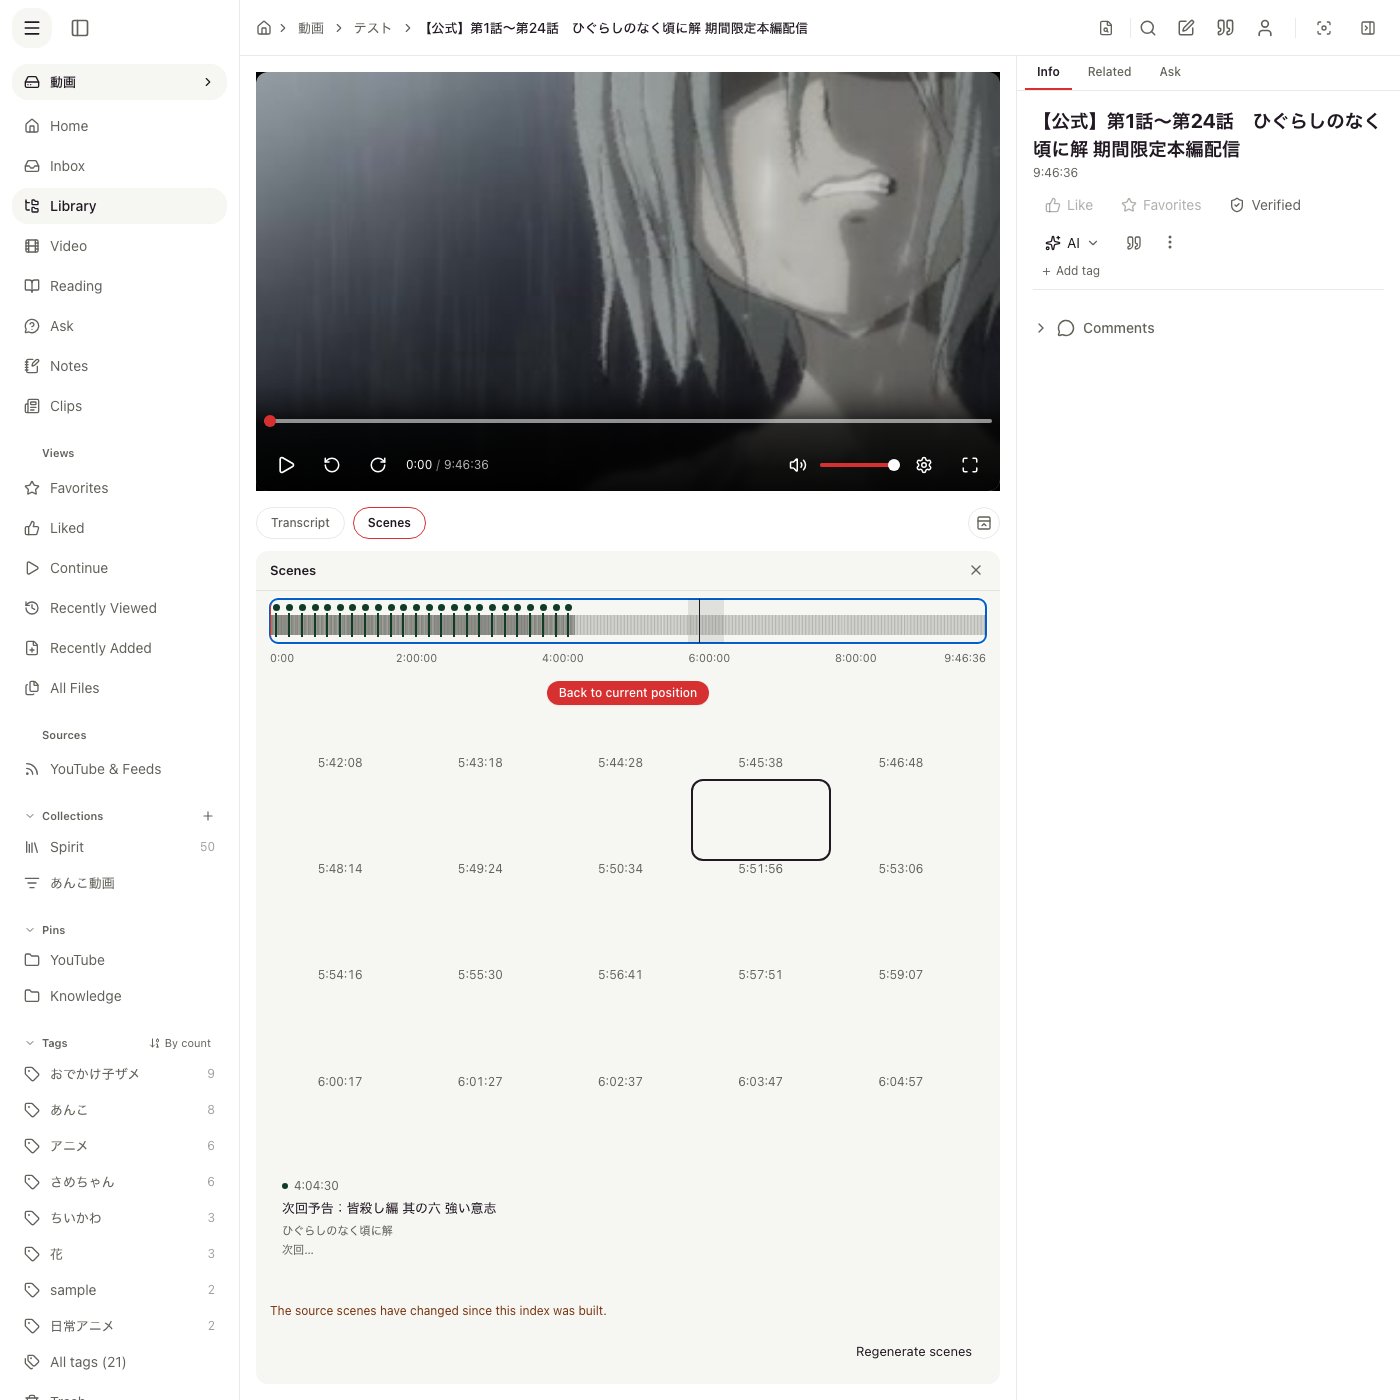 動画 > テスト > 【公式】第1話〜第24話　ひぐらしのなく頃に解 期間限定本編配信
動画
Home
Inbox
Library
Video
Reading
Ask
Notes
Clips
Views
Favorites
Liked
Continue
Recently Viewed
Recently Added
All Files
Sources
YouTube & Feeds
Collections
Spirit 50
あんこ動画
Pins
YouTube
Knowledge
Tags By count
おでかけ子ザメ 9
あんこ 8
アニメ 6
さめちゃん 6
ちいかわ 3
花 3
sample 2
日常アニメ 2
All tags (21)
0:00 / 9:46:36
Transcript Scenes
Scenes
0:00 2:00:00 4:00:00 6:00:00 8:00:00 9:46:36
Back to current position
5:42:08 5:43:18 5:44:28 5:45:38 5:46:48
5:48:14 5:49:24 5:50:34 5:51:56 5:53:06
5:54:16 5:55:30 5:56:41 5:57:51 5:59:07
6:00:17 6:01:27 6:02:37 6:03:47 6:04:57
4:04:30
次回予告：皆殺し編 其の六 強い意志
ひぐらしのなく頃に解
次回...
The source scenes have changed since this index was built.
Regenerate scenes
Info Related Ask
【公式】第1話〜第24話　ひぐらしのなく
頃に解 期間限定本編配信
9:46:36
Like Favorites Verified
AI
+ Add tag
Comments